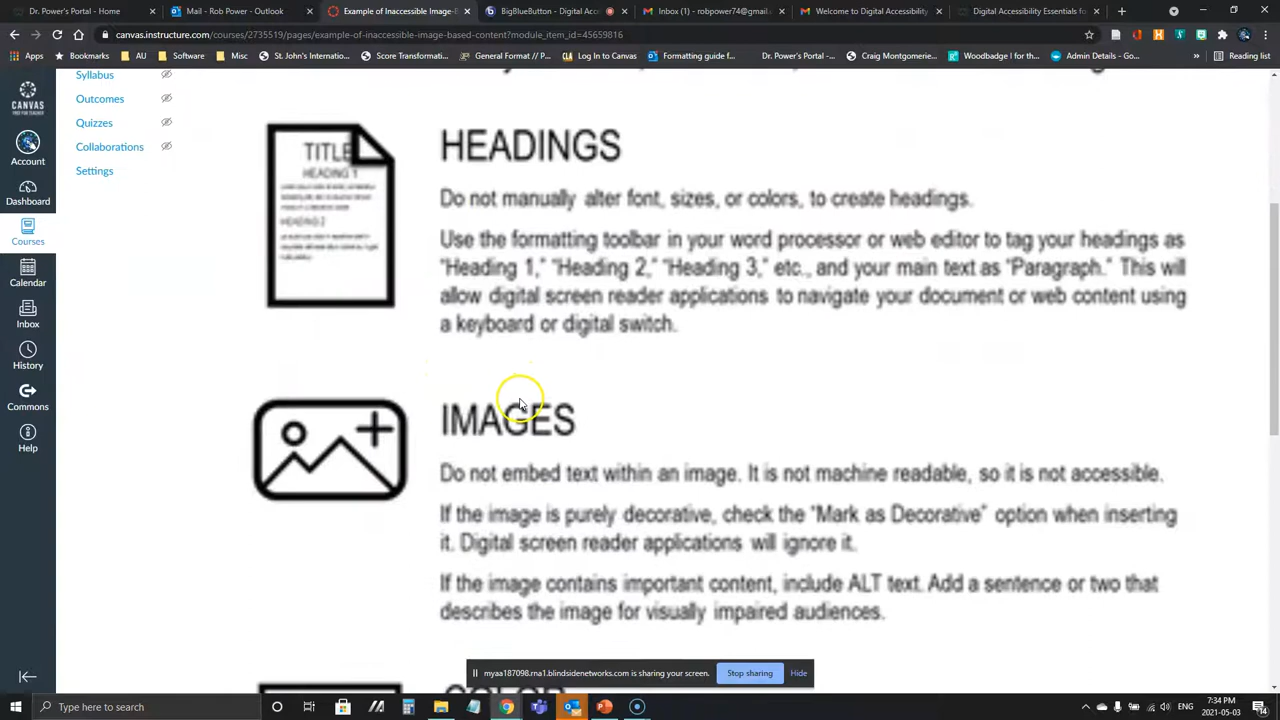 Dr. Power's Portal - Home
Mail - Rob Power - Outlook
Example of Inaccessible Image-E
BigBlueButton - Digital Acc
Inbox (1) - robpower74@gmail.
Welcome to Digital Accessibility
Digital Accessibility Essentials fo
canvas.instructure.com/courses/2735519/pages/example-of-inaccessible-image-based-content?module_item_id=45659816
Apps
Bookmarks
AU
Software
Misc
St. John's Internatio...
Score Transformati...
General Format // ...
Log In to Canvas
Formatting guide f...
Dr. Power's Portal -...
Craig Montgomerie...
Woodbadge I for th...
Admin Details - Go...
»
Reading list
CANVAS
Account
Dashboard
Courses
Calendar
Inbox
History
Commons
Help
Syllabus
Outcomes
Quizzes
Collaborations
Settings
TITLE
HEADING 1
HEADING 2
HEADINGS
Do not manually alter font, sizes, or colors, to create headings.
Use the formatting toolbar in your word processor or web editor to tag your headings as
"Heading 1," "Heading 2," "Heading 3," etc., and your main text as "Paragraph." This will
allow digital screen reader applications to navigate your document or web content using
a keyboard or digital switch.
IMAGES
Do not embed text within an image. It is not machine readable, so it is not accessible.
If the image is purely decorative, check the "Mark as Decorative" option when inserting
it. Digital screen reader applications will ignore it.
If the image contains important content, include ALT text. Add a sentence or two that
describes the image for visually impaired audiences.
COLOR
myaa187098.rna1.blindsidenetworks.com is sharing your screen.
Stop sharing
Hide
Type here to search
ENG
7:34 PM
2021-05-03